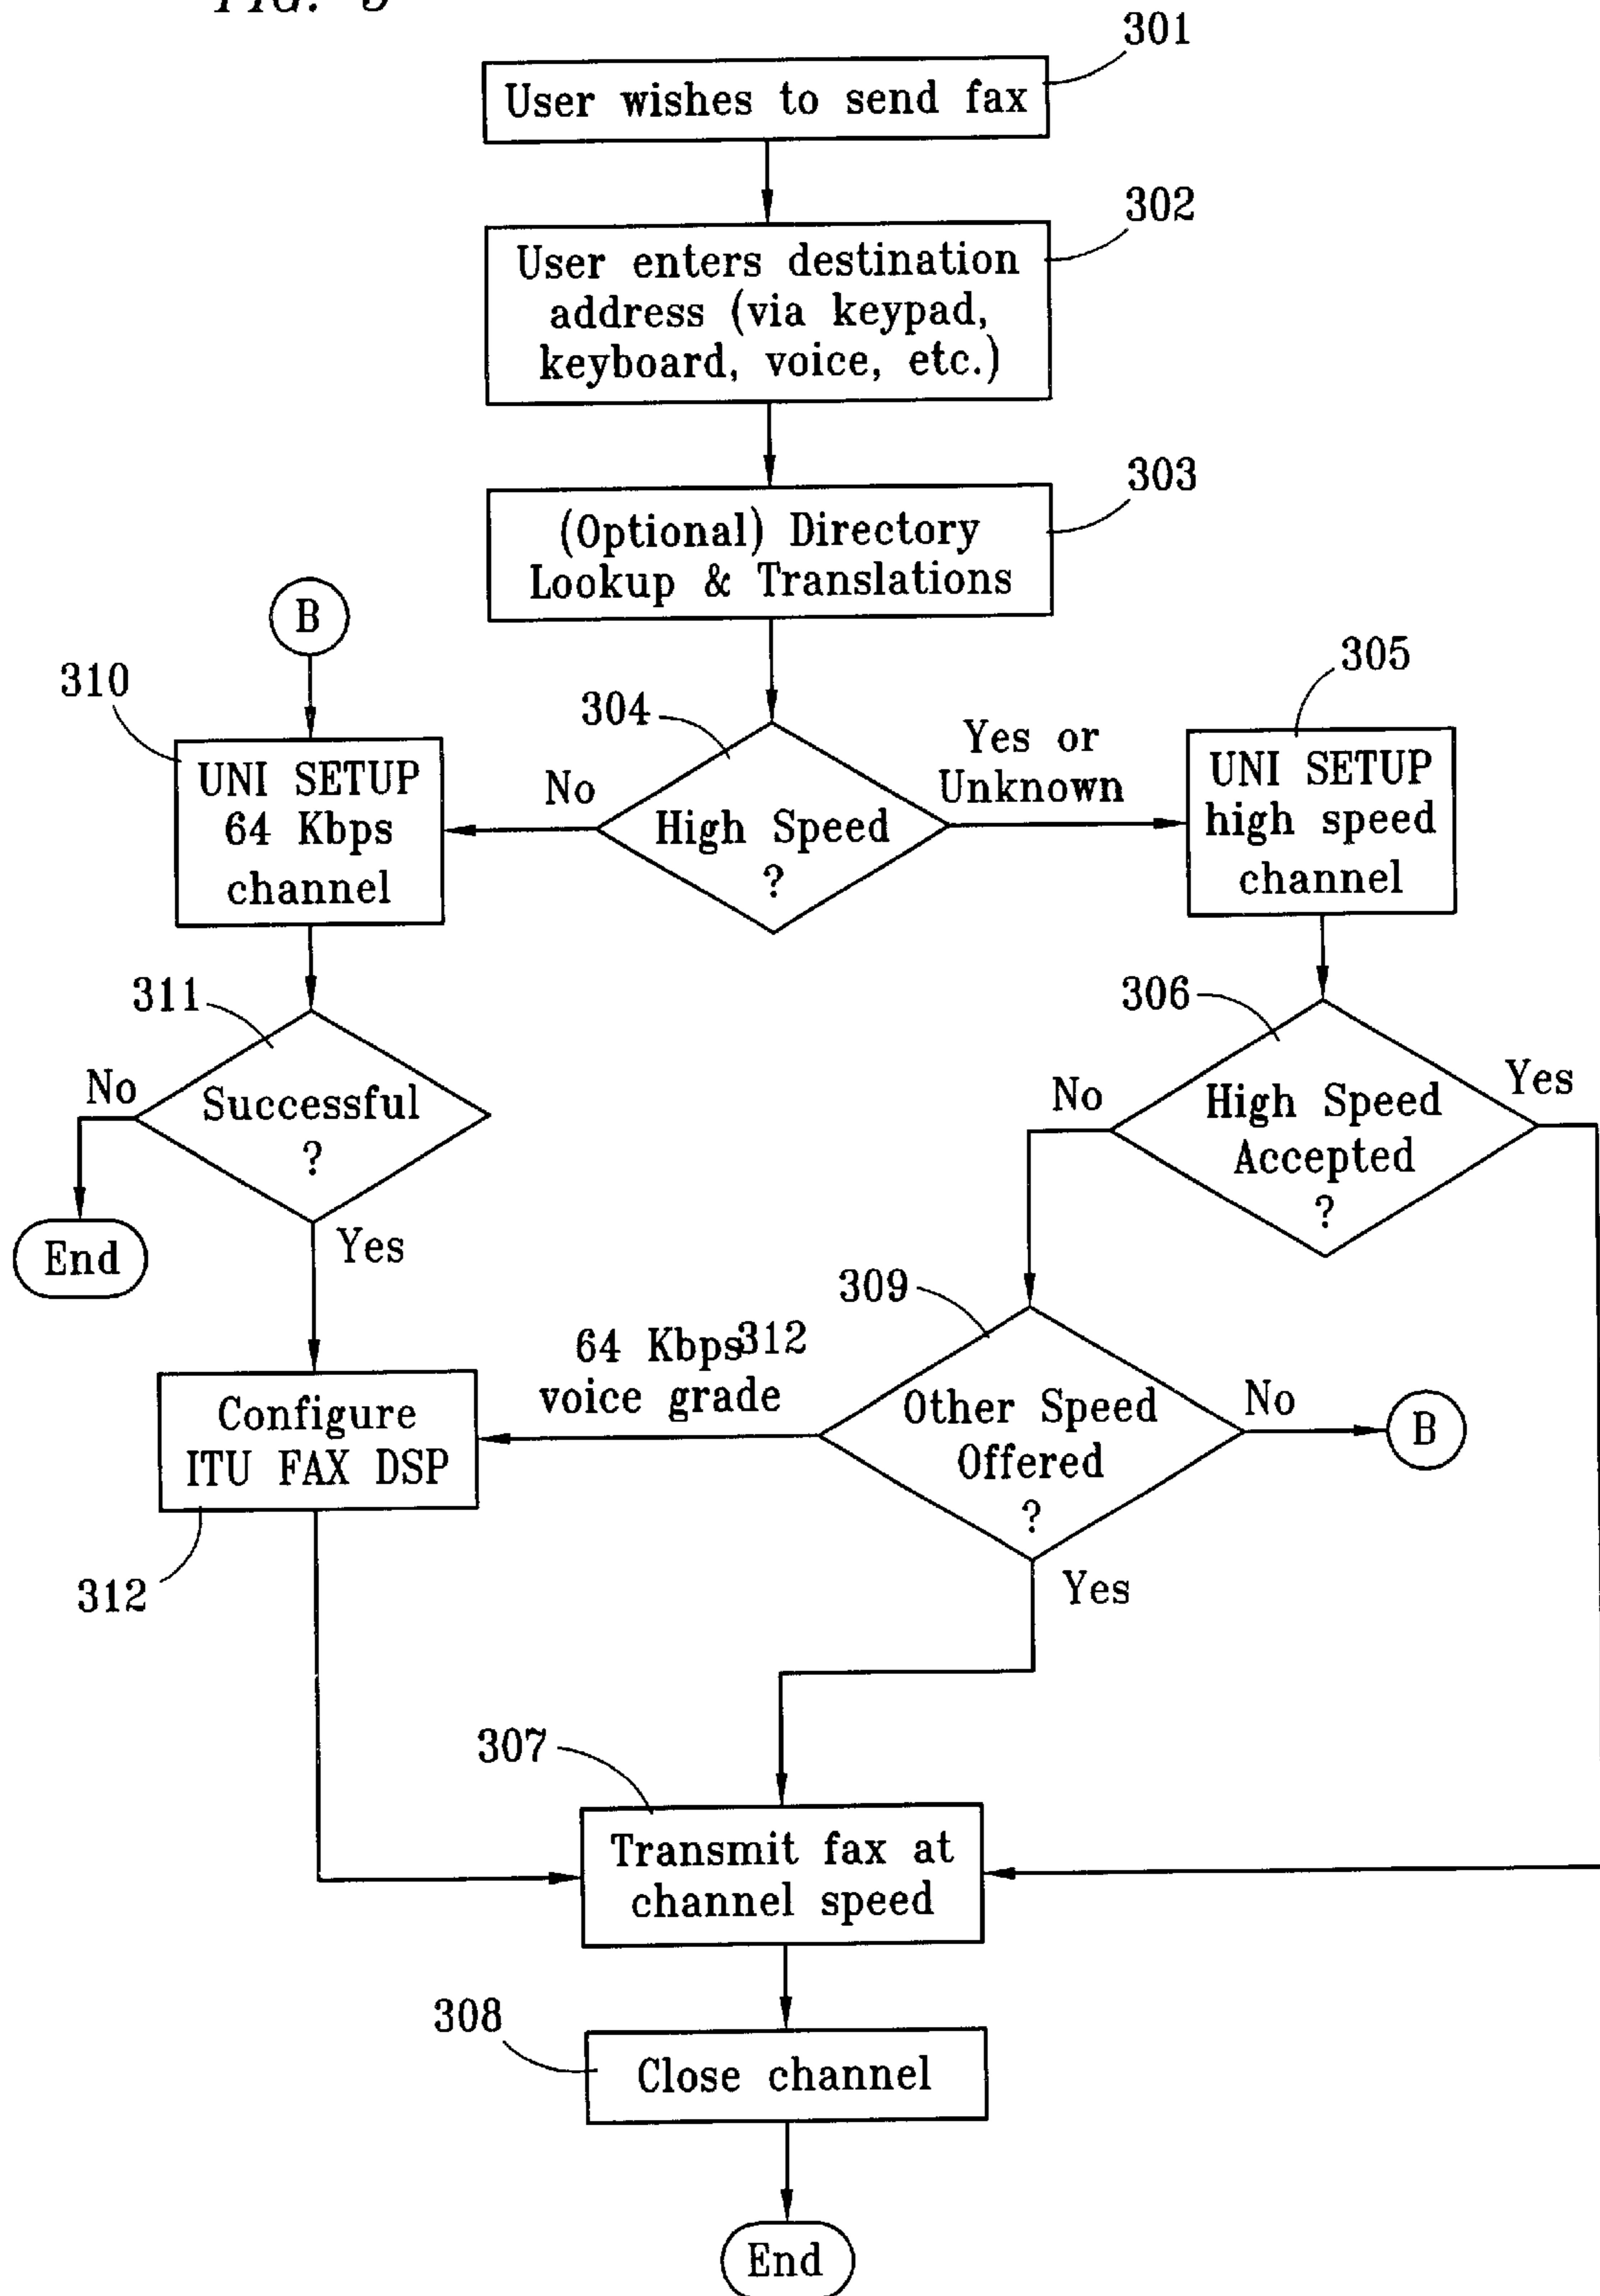 301
User wishes to send fax
302
User enters destination
address (via keypad,
keyboard, voice, etc.)
303
(Optional) Directory
Lookup & Translations
B
310
UNI SETUP
64 Kbps
channel
No
304
High Speed
?
Yes or
Unknown
305
UNI SETUP
high speed
channel
311
No
Successful
?
Yes
End
306
No
High Speed
Accepted
?
Yes
309
64 Kbps312
voice grade
Other Speed
Offered
?
No
B
Yes
Configure
ITU FAX DSP
312
307
Transmit fax at
channel speed
308
Close channel
End